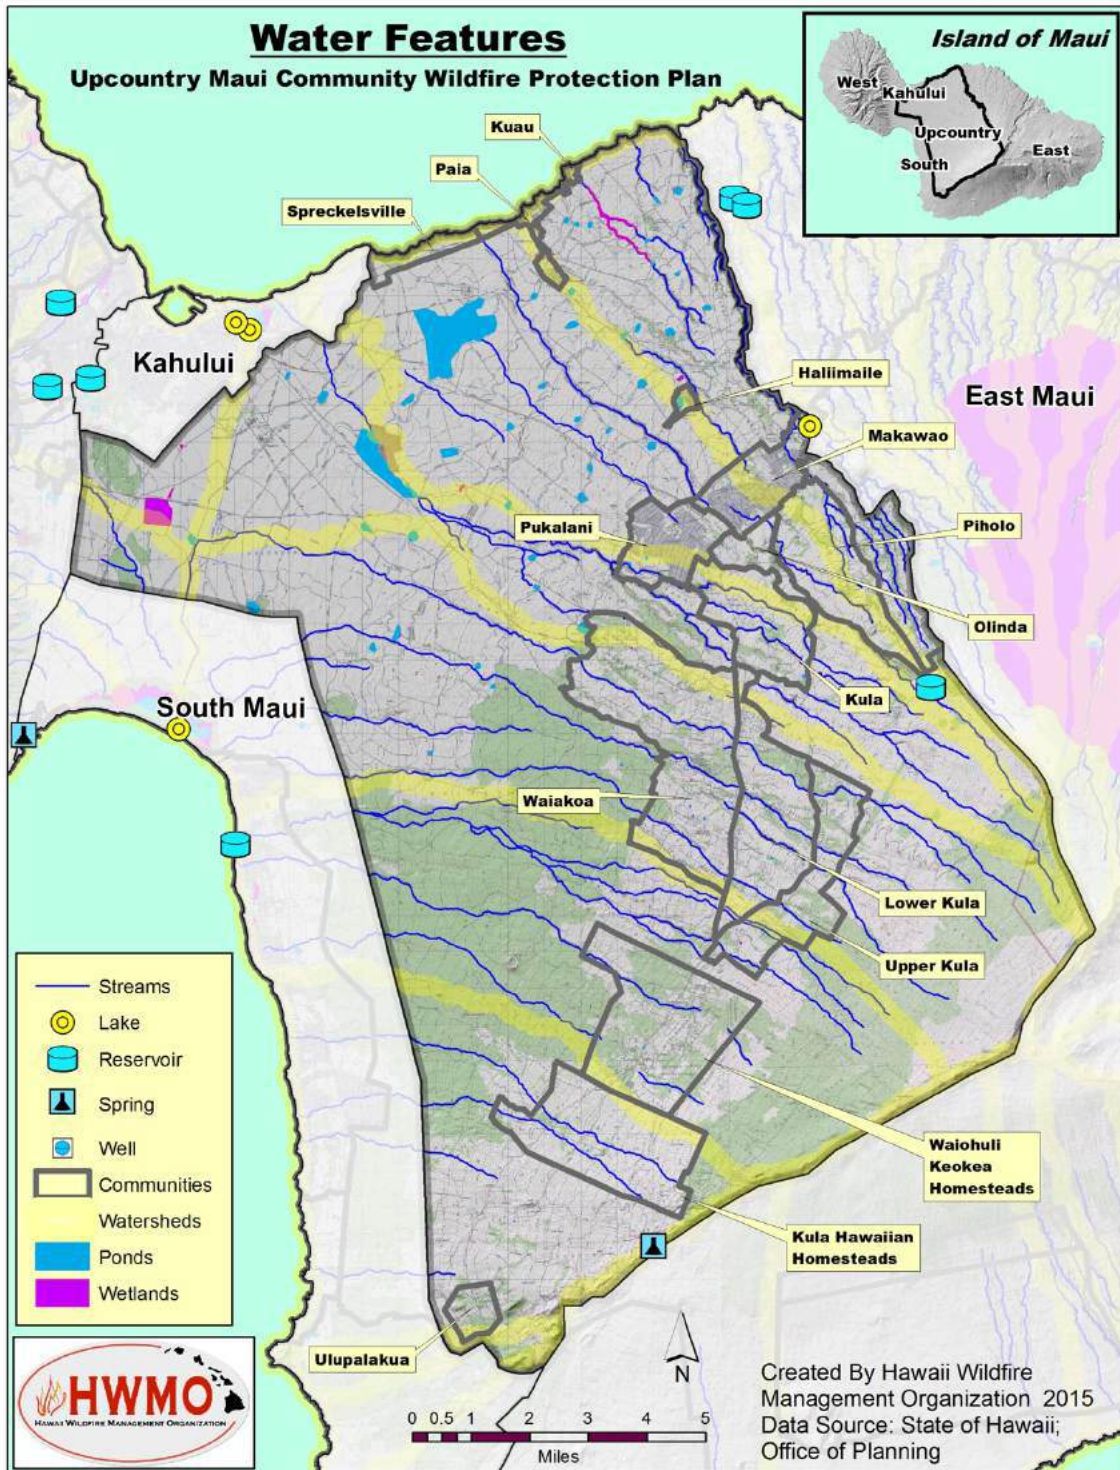 Water Features
Upcountry Maui Community Wildfire Protection Plan
Island of Maui
West
Kahului
Upcountry
South
East
Kuau
Paia
Spreckelsville
Kahului
Haliimaile
East Maui
Makawao
Pukalani
Piholo
Olinda
Kula
South Maui
Waiakoa
Lower Kula
Upper Kula
Streams
Lake
Reservoir
Spring
Well
Communities
Watersheds
Ponds
Wetlands
Waiohuli
Keokea
Homesteads
Kula Hawaiian
Homesteads
Ulupalakua
N
HWMO
HAWAII WILDFIRE MANAGEMENT ORGANIZATION
0 0.5 1 2 3 4 5
Miles
Created By Hawaii Wildfire
Management Organization 2015
Data Source: State of Hawaii;
Office of Planning